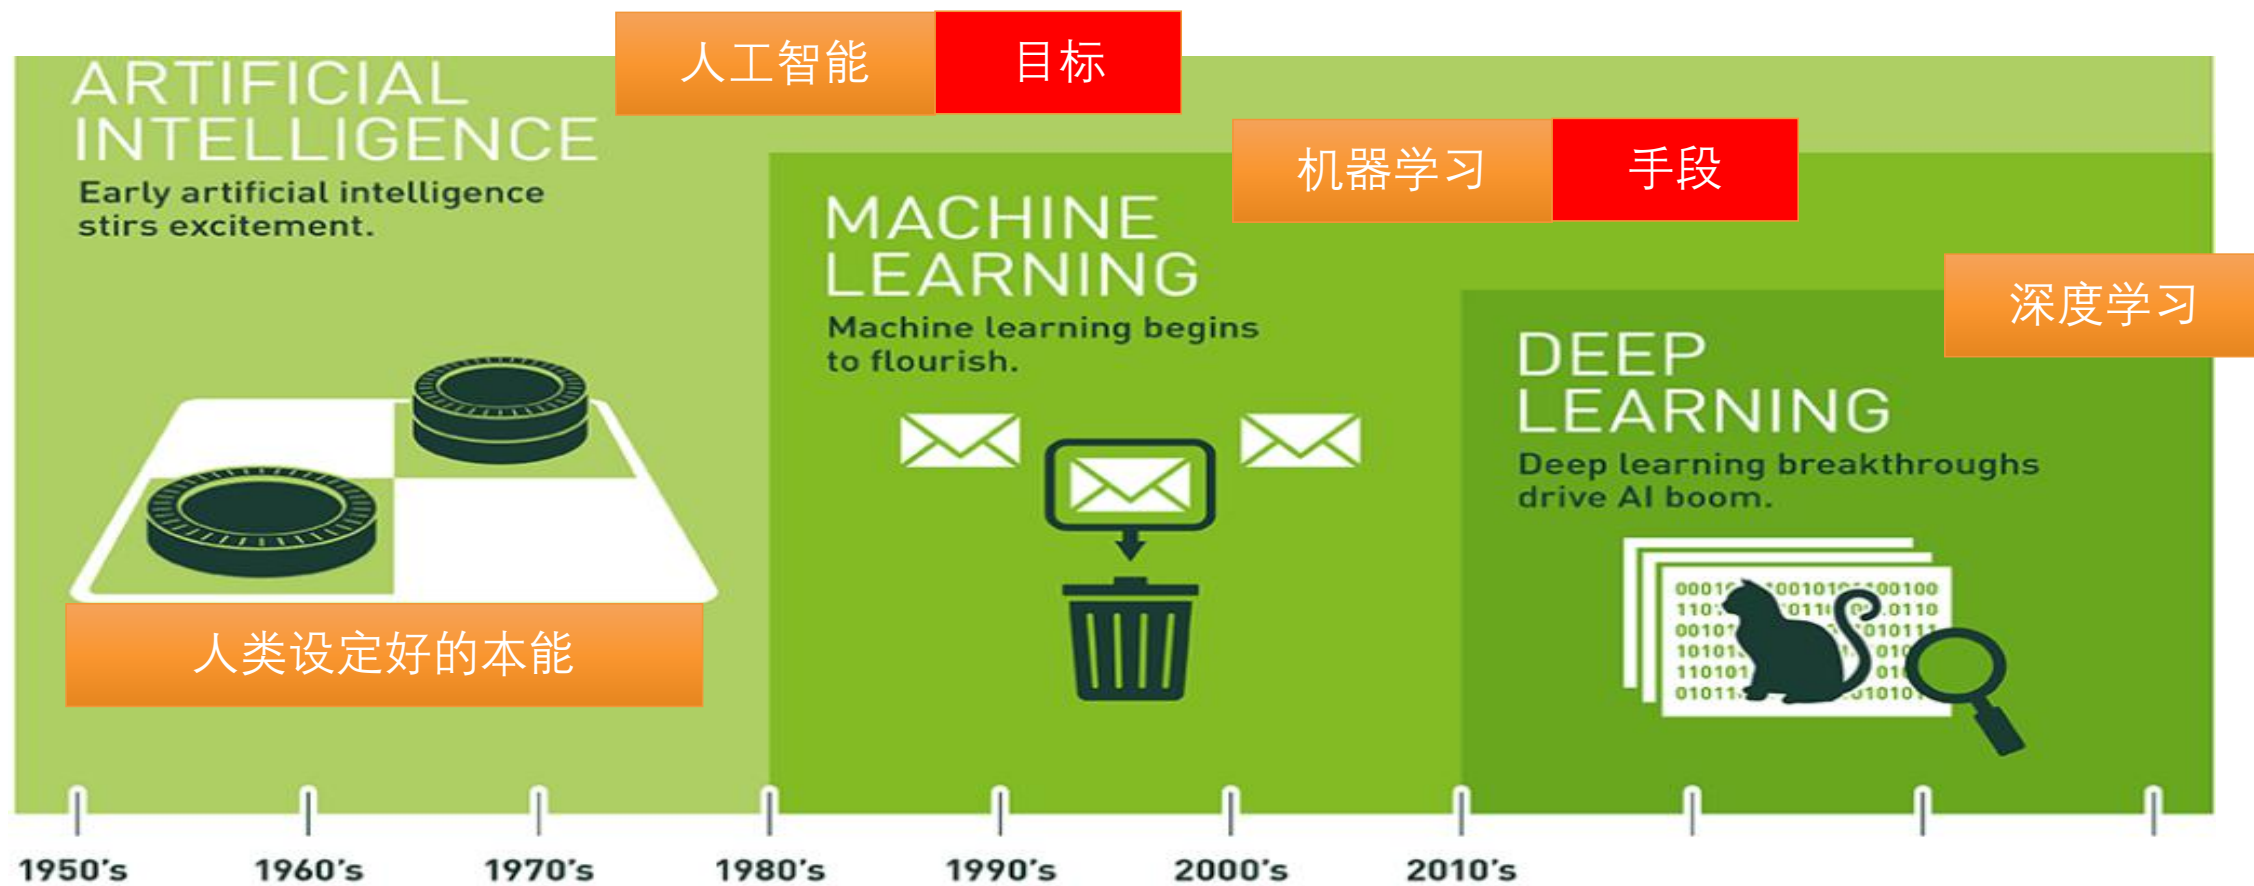 人工智能
目标
ARTIFICIAL
INTELLIGENCE
Early artificial intelligence
stirs excitement.
人类设定好的本能
机器学习
手段
MACHINE
LEARNING
Machine learning begins
to flourish.
深度学习
DEEP
LEARNING
Deep learning breakthroughs
drive AI boom.
1950's
1960's
1970's
1980's
1990's
2000's
2010's